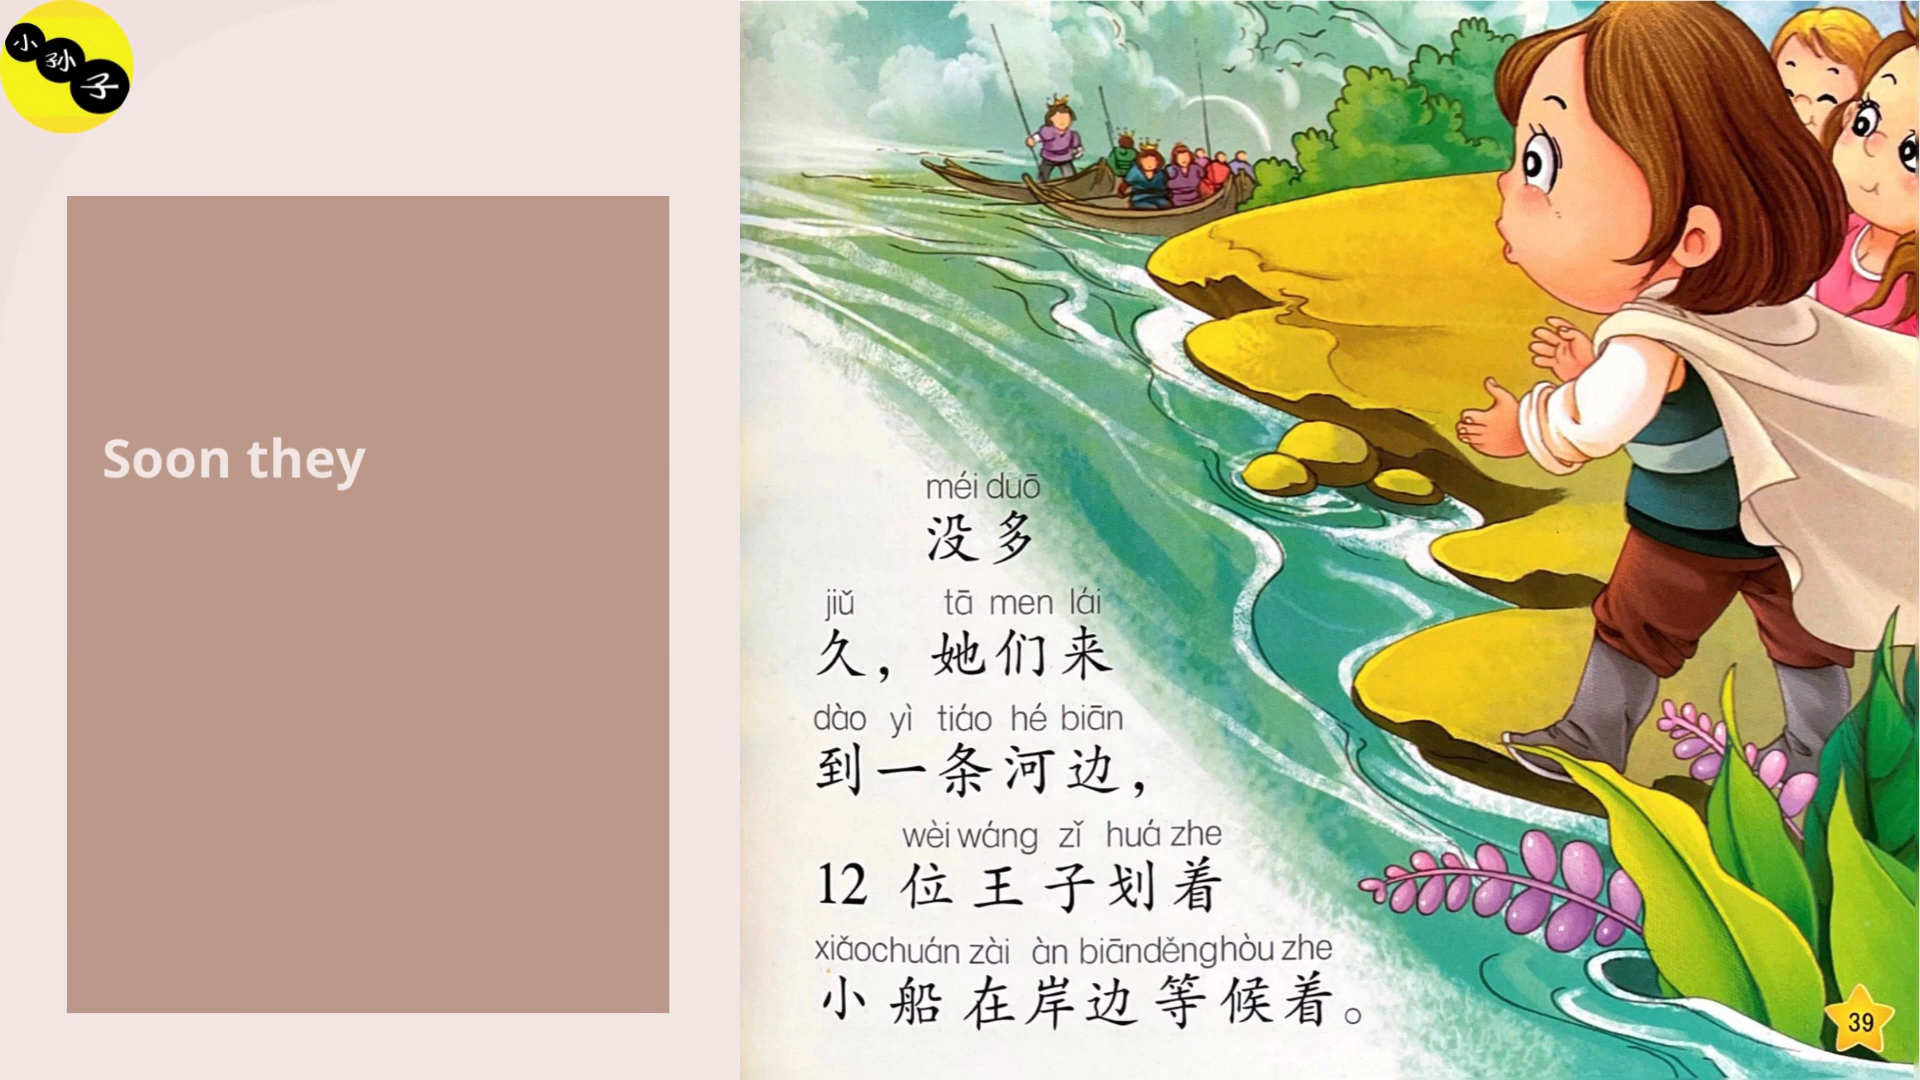 小孙子
Soon they
méi duō
没多
jiǔ tā men lái
久，她们来
dào yì tiáo hé biān
到一条河边，
wèi wáng zǐ huá zhe
12 位王子划着
xiǎochuán zài àn biānděnghòu zhe
小船在岸边等候着。
39